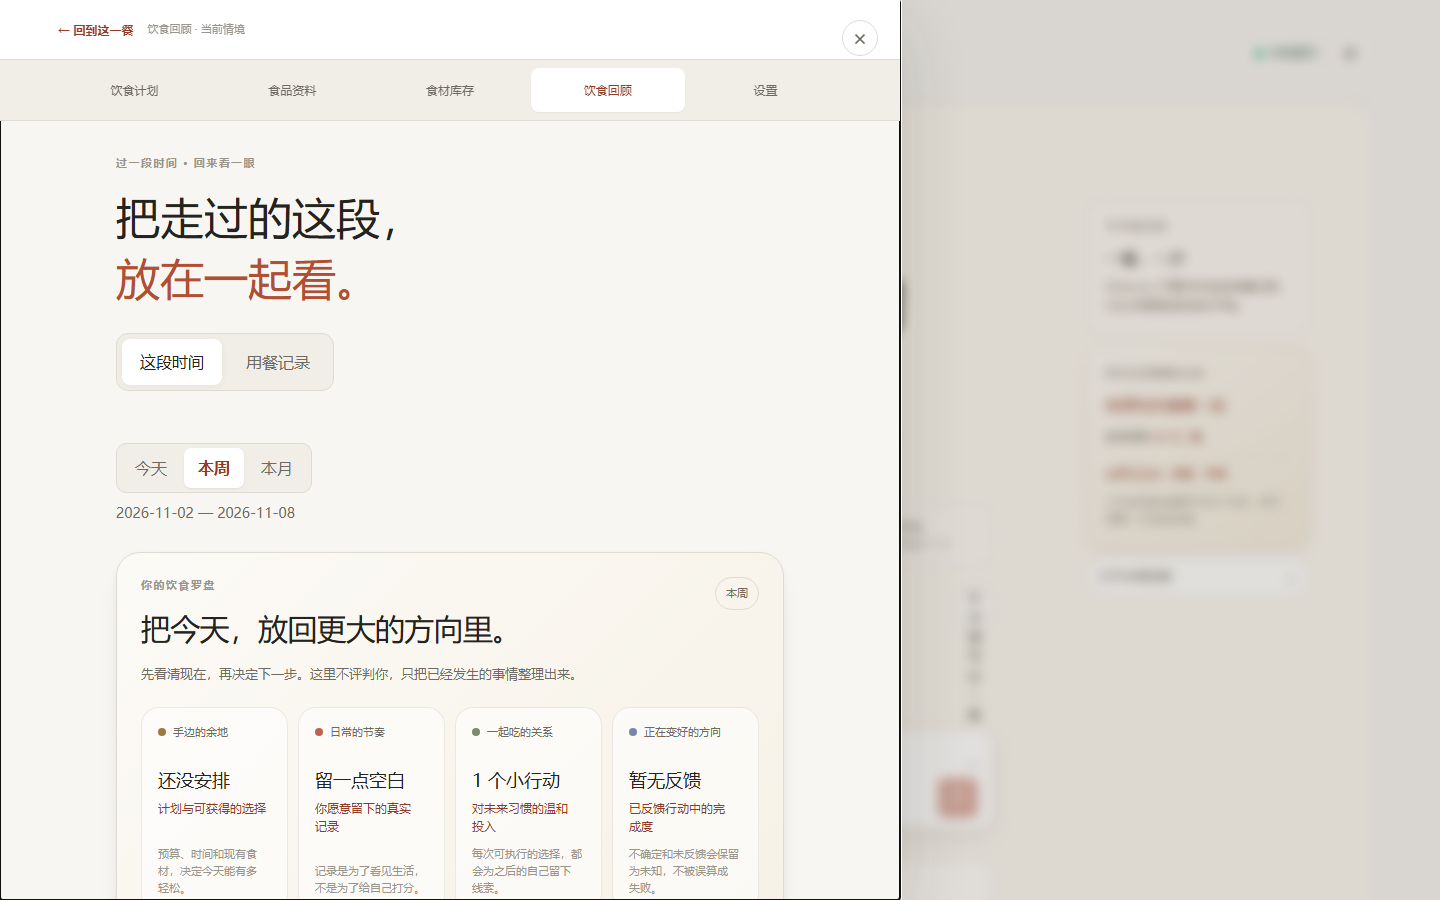 ← 回到这一餐
饮食回顾 · 当前情境
饮食计划
食品资料
食材库存
饮食回顾
设置
过一段时间 • 回来看一眼
把走过的这段，
放在一起看。
这段时间
用餐记录
今天
本周
本月
2026-11-02 — 2026-11-08
你的饮食罗盘
本周
把今天，放回更大的方向里。
先看清现在，再决定下一步。这里不评判你，只把已经发生的事情整理出来。
手边的余地
还没安排
计划与可获得的选择
预算、时间和现有食
材，决定今天能有多
轻松。
日常的节奏
留一点空白
你愿意留下的真实
记录
记录是为了看见生活，
不是为了给自己打分。
一起吃的关系
1 个小行动
对未来习惯的温和
投入
每次可执行的选择，都
会为之后的自己留下
线索。
正在变好的方向
暂无反馈
已反馈行动中的完
成度
不确定和未反馈会保留
为未知，不被误算成
失败。